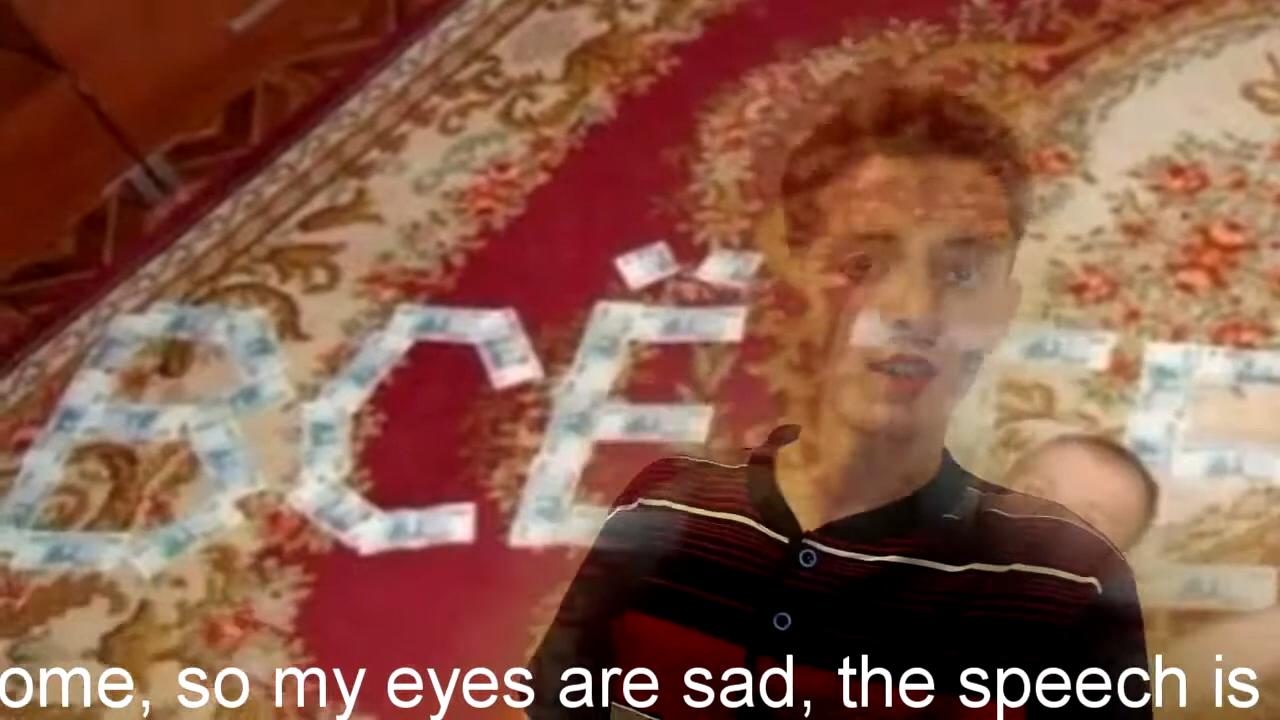 ВСЁ
ome, so my eyes are sad, the speech is